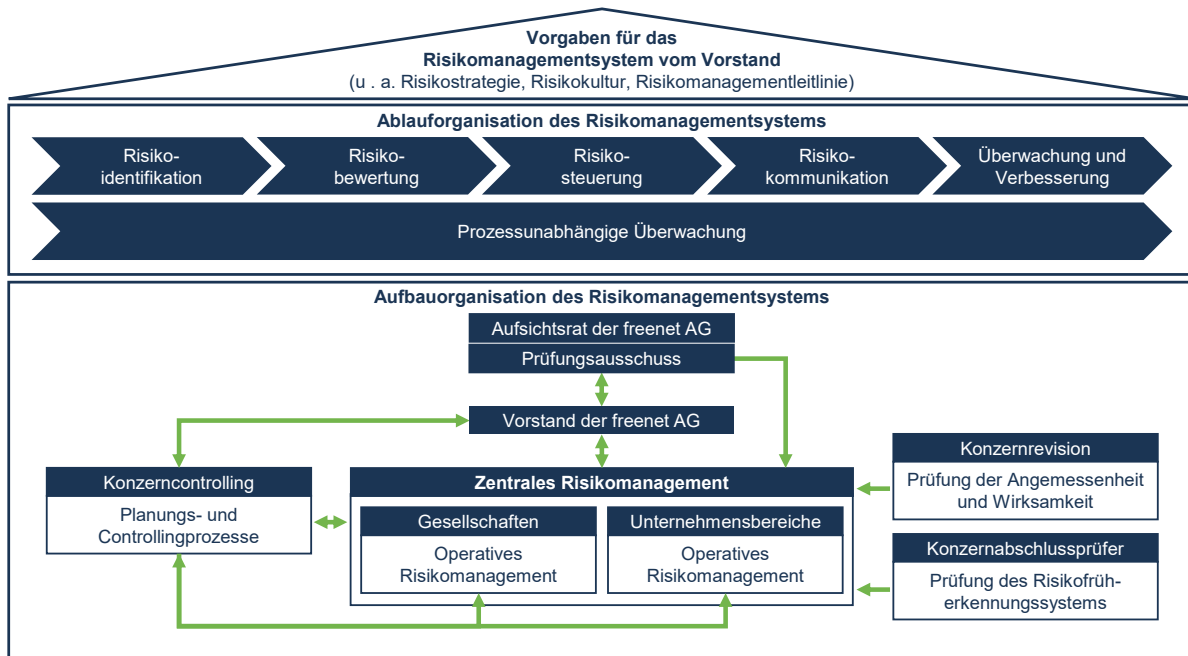 Vorgaben für das
Risikomanagementsystem vom Vorstand
(u . a. Risikostrategie, Risikokultur, Risikomanagementleitlinie)
Ablauforganisation des Risikomanagementsystems
Risiko-
identifikation
Risiko-
bewertung
Risiko-
steuerung
Risiko-
kommunikation
Überwachung und
Verbesserung
Prozessunabhängige Überwachung
Aufbauorganisation des Risikomanagementsystems
Aufsichtsrat der freenet AG
Prüfungsausschuss
Vorstand der freenet AG
Konzerncontrolling
Planungs- und
Controllingprozesse
Zentrales Risikomanagement
Gesellschaften
Operatives
Risikomanagement
Unternehmensbereiche
Operatives
Risikomanagement
Konzernrevision
Prüfung der Angemessenheit
und Wirksamkeit
Konzernabschlussprüfer
Prüfung des Risikofrüh-
erkennungssystems